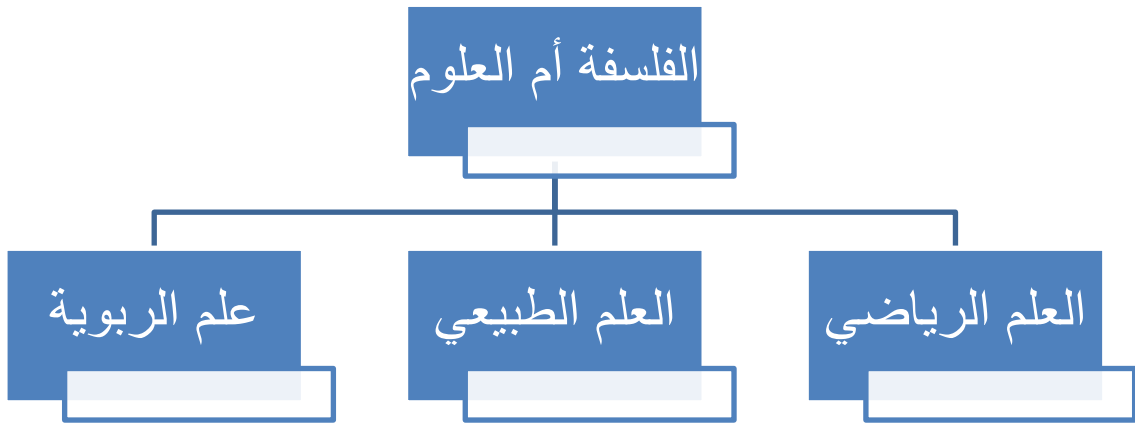 الفلسفة أم العلوم
العلم الرياضي
العلم الطبيعي
علم الربوية